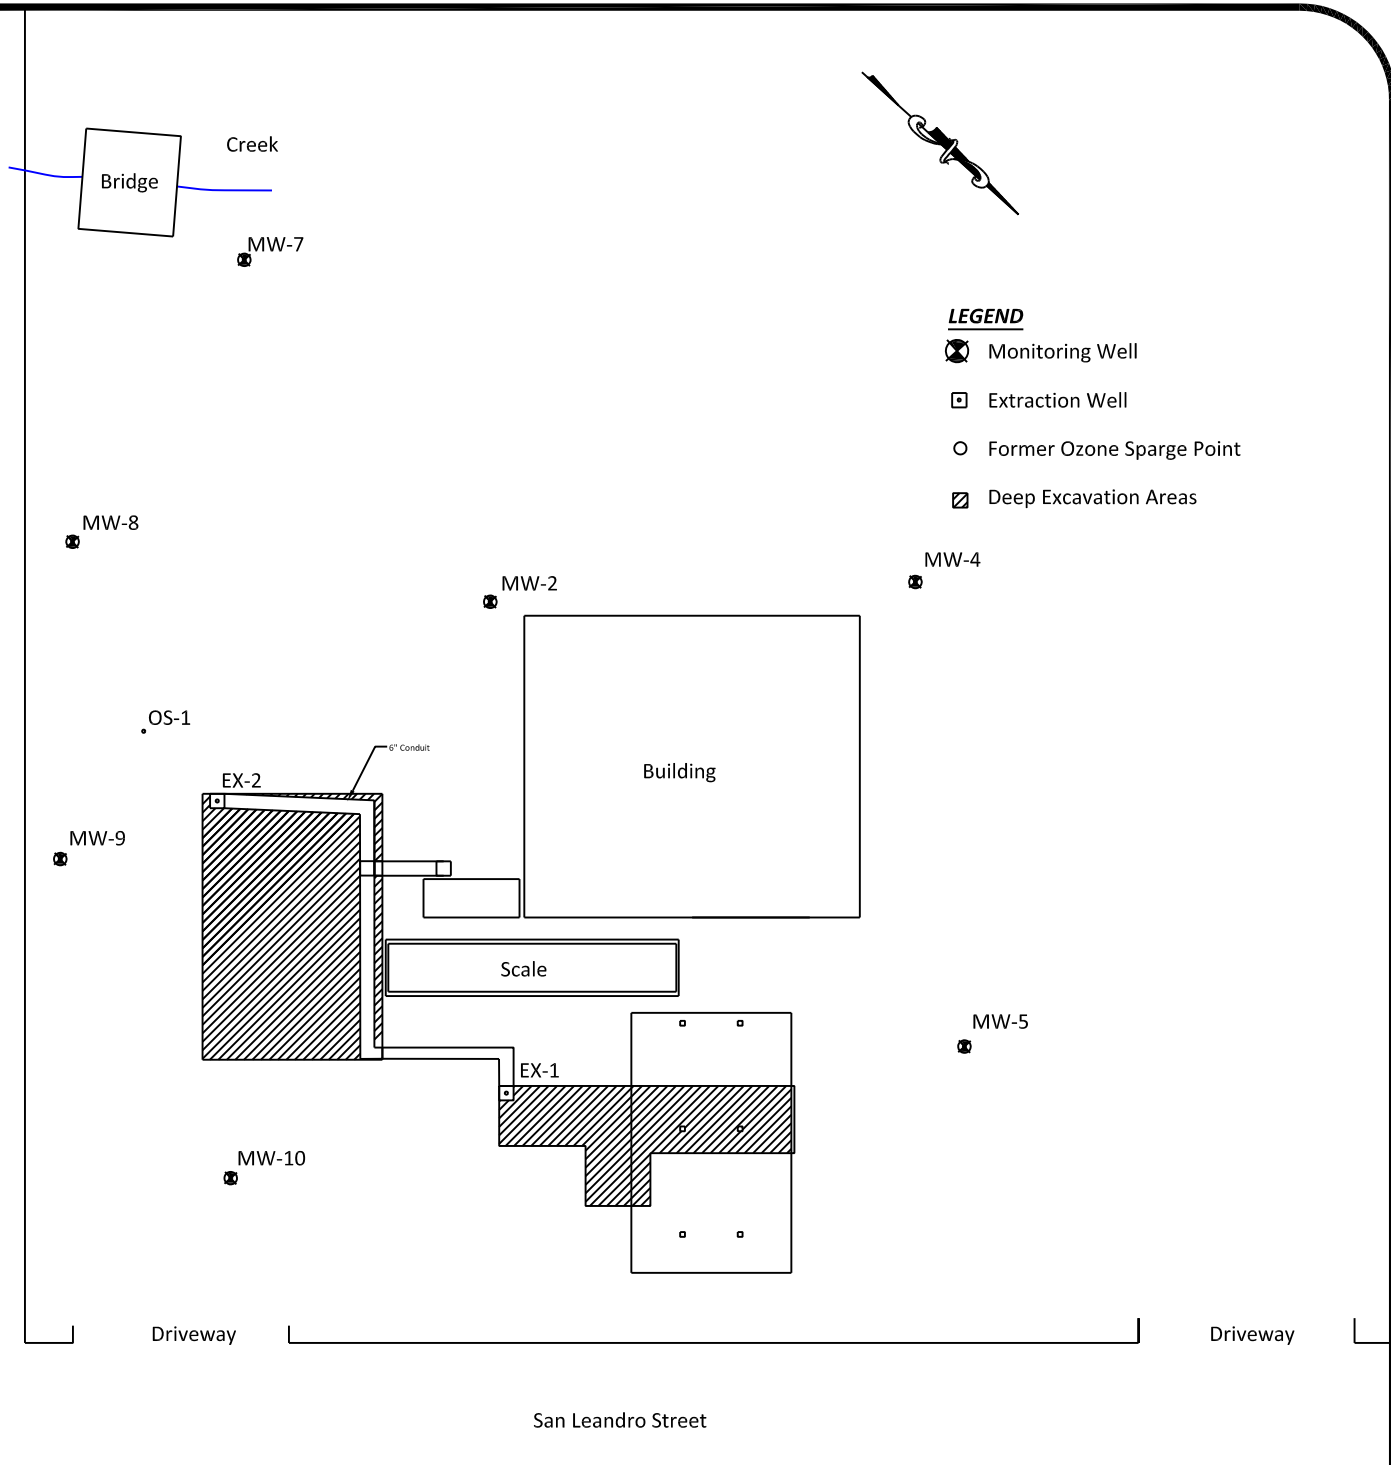 Creek
Bridge
MW-7
LEGEND
Monitoring Well
Extraction Well
Former Ozone Sparge Point
Deep Excavation Areas
MW-8
MW-4
MW-2
OS-1
6" Conduit
Building
EX-2
MW-9
Scale
MW-5
EX-1
MW-10
Driveway
Driveway
San Leandro Street